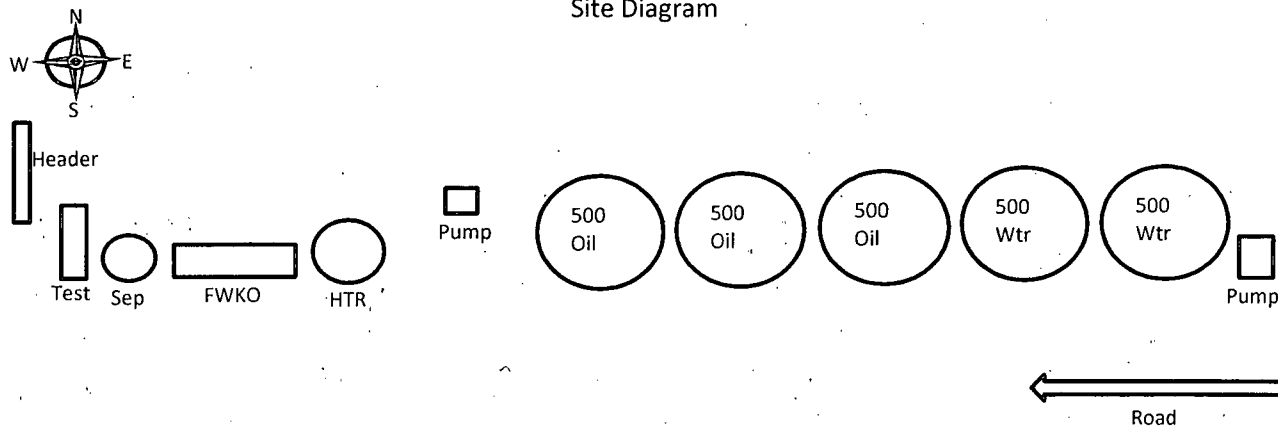 Site Diagram
N
W
E
S
Header
Test
Sep
FWKO
HTR
Pump
500
Oil
500
Oil
500
Oil
500
Wtr
500
Wtr
Pump
Road